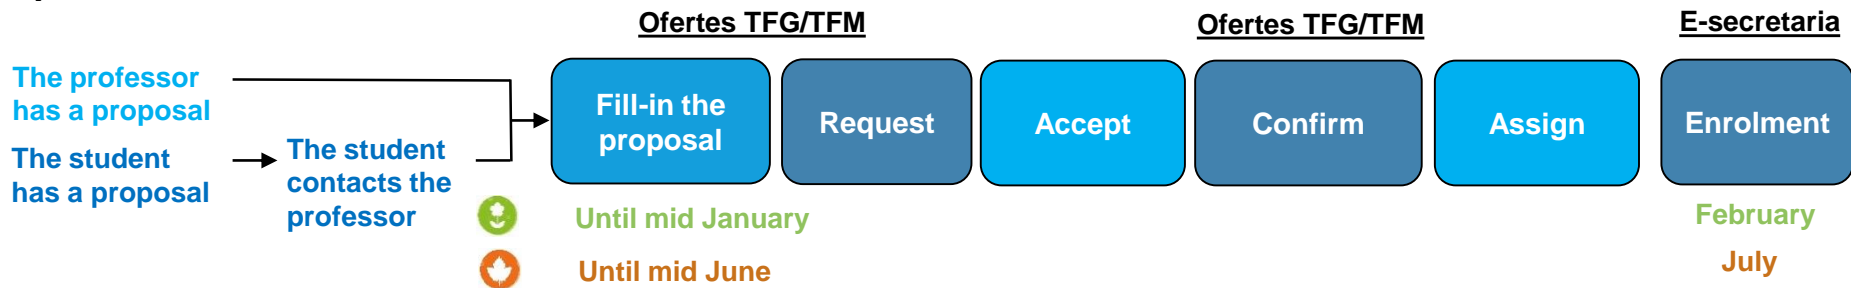 Ofertes TFG/TFM
Ofertes TFG/TFM
E-secretaria
The professor
has a proposal
The student
has a proposal
The student
contacts the
professor
Fill-in the
proposal
Request
Accept
Confirm
Assign
Enrolment
Until mid January
February
Until mid June
July